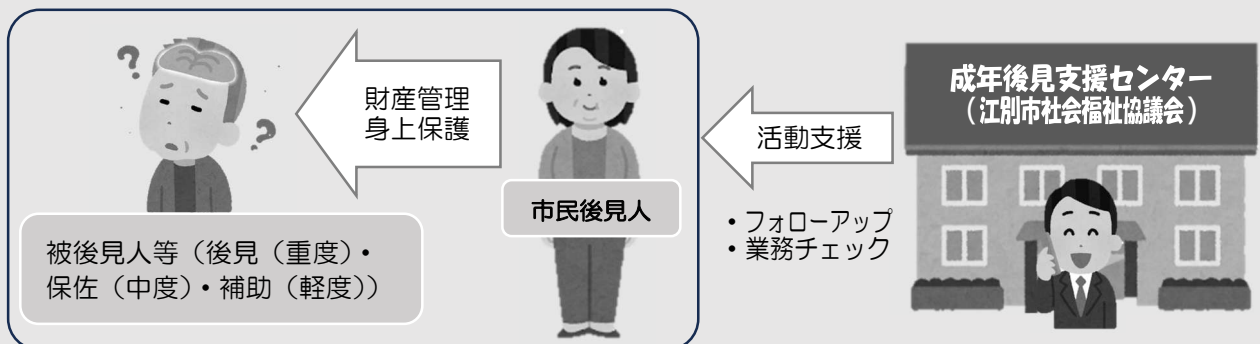 財産管理
身上保護
市民後見人
被後見人等（後見（重度）・
保佐（中度）・補助（軽度））
活動支援
・フォローアップ
・業務チェック
成年後見支援センター
（江別市社会福祉協議会）